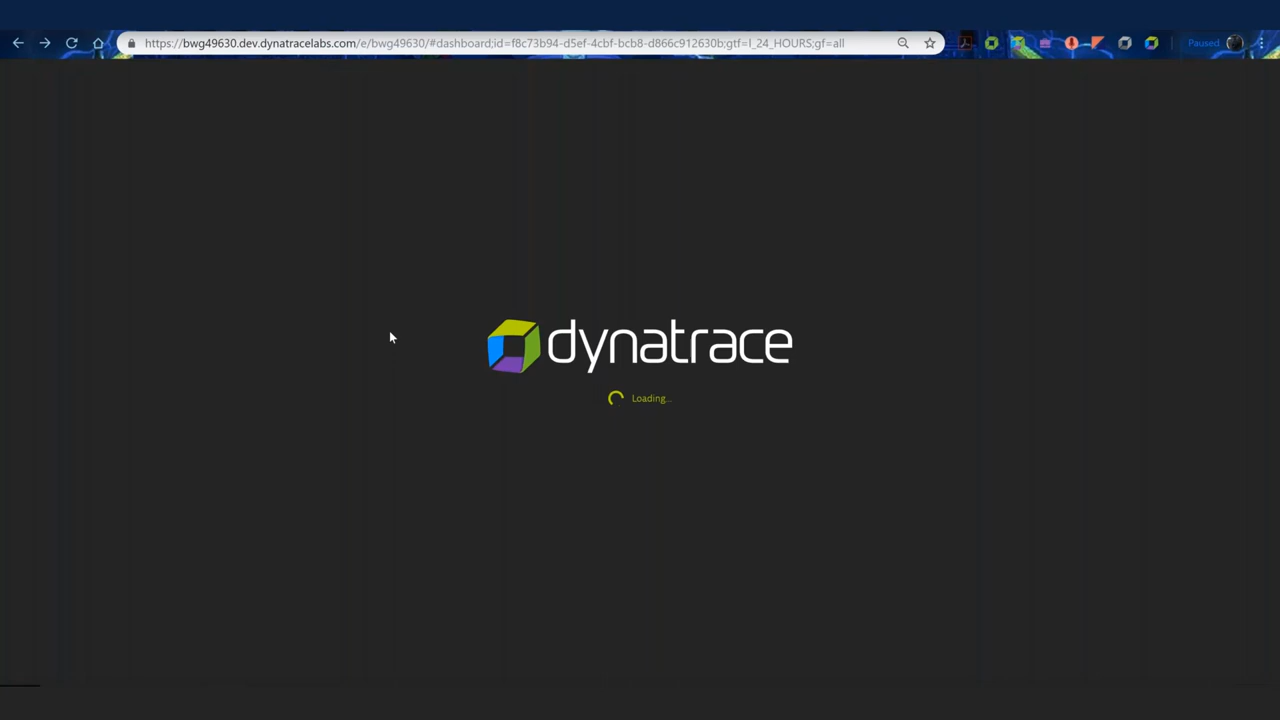 https://bwg49630.dev.dynatracelabs.com/e/bwg49630/#dashboard;id=f8c73b94-d5ef-4cbf-bcb8-d866c912630b;gtf=l_24_HOURS;gf=all
Paused
dynatrace
Loading...